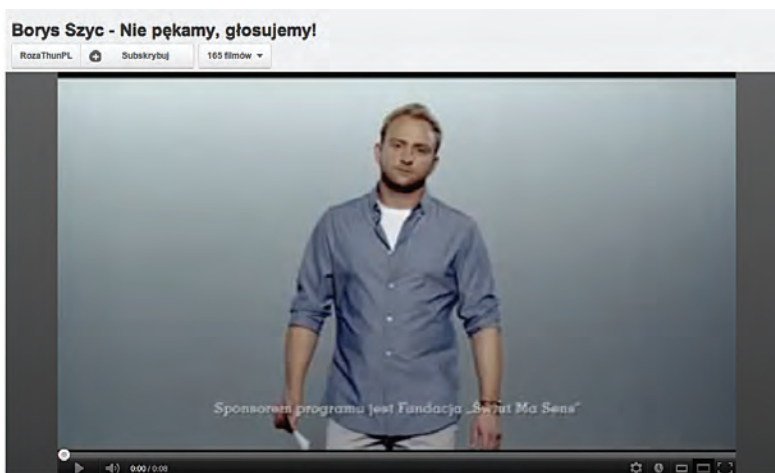 Borys Szyc - Nie pękamy, głosujemy!
RozaThunPL Subskrybuj 165 filmów
Sponsorem programu jest Fundacja „Świat Ma Sens"
0:00 / 0:08